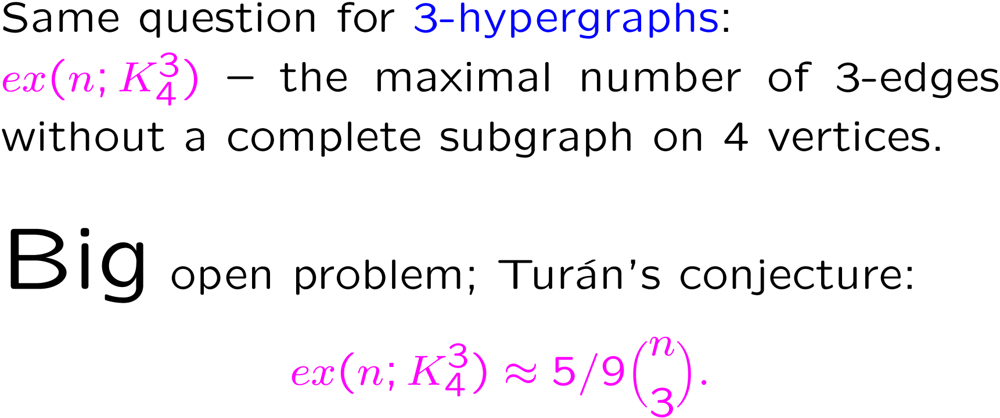 Same question for 3-hypergraphs:
$ex(n; K_4^3)$ – the maximal number of 3-edges
without a complete subgraph on 4 vertices.
Big open problem; Turán's conjecture:
$ex(n; K_4^3) \approx 5/9 \binom{n}{3}.$